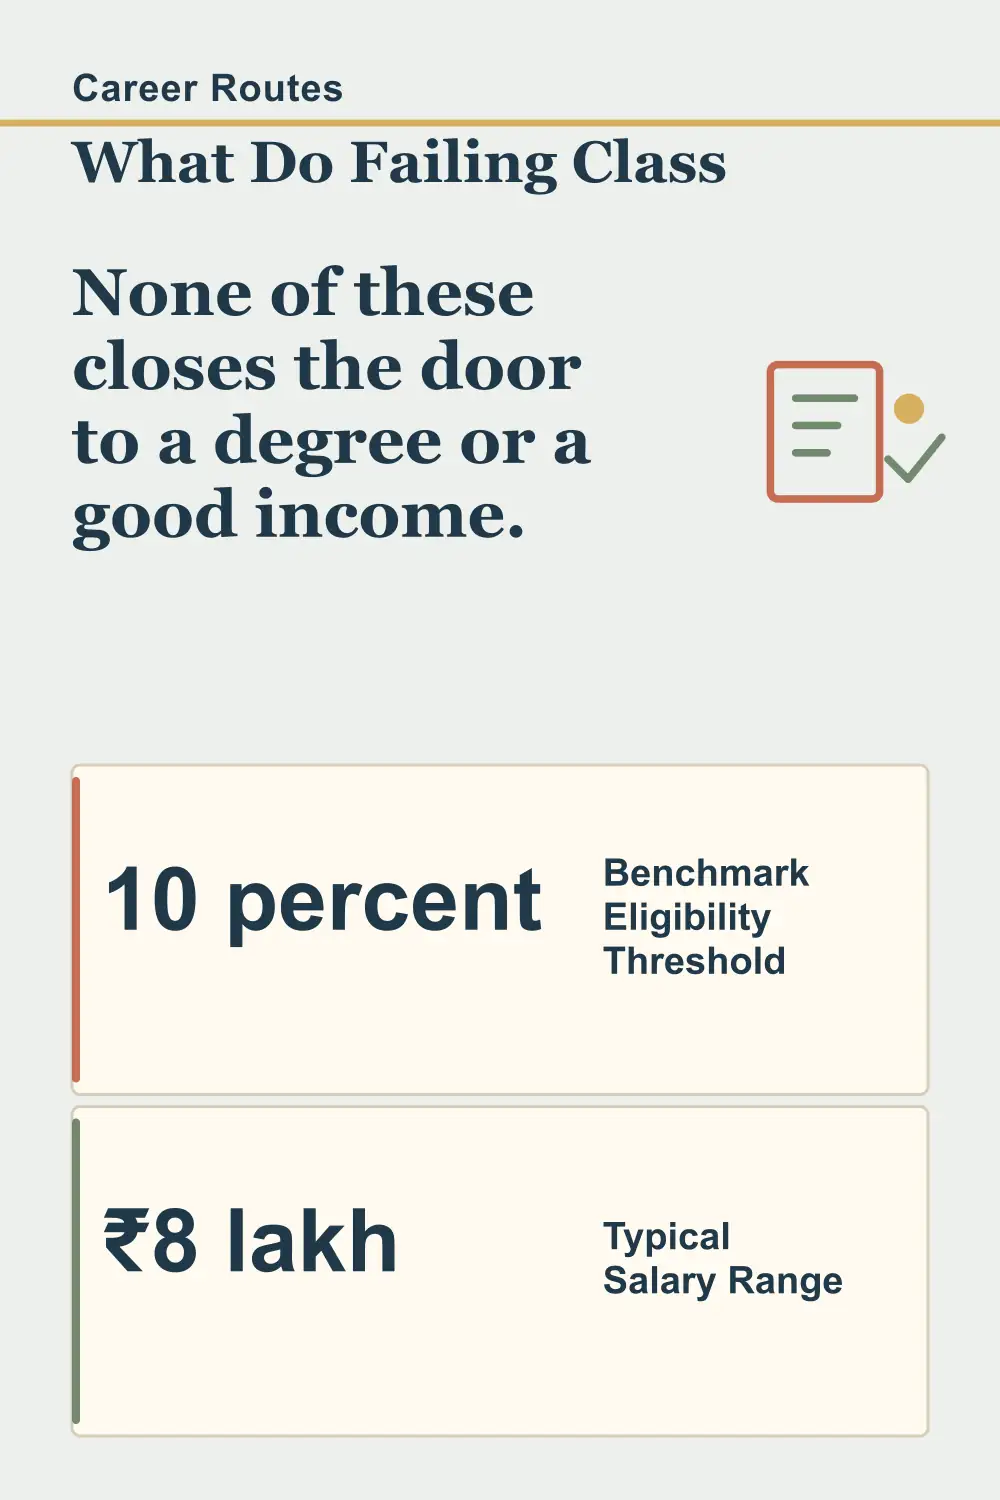 Career Routes
What Do Failing Class
None of these
closes the door
to a degree or a
good income.
10 percent
Benchmark
Eligibility
Threshold
₹8 lakh
Typical
Salary Range